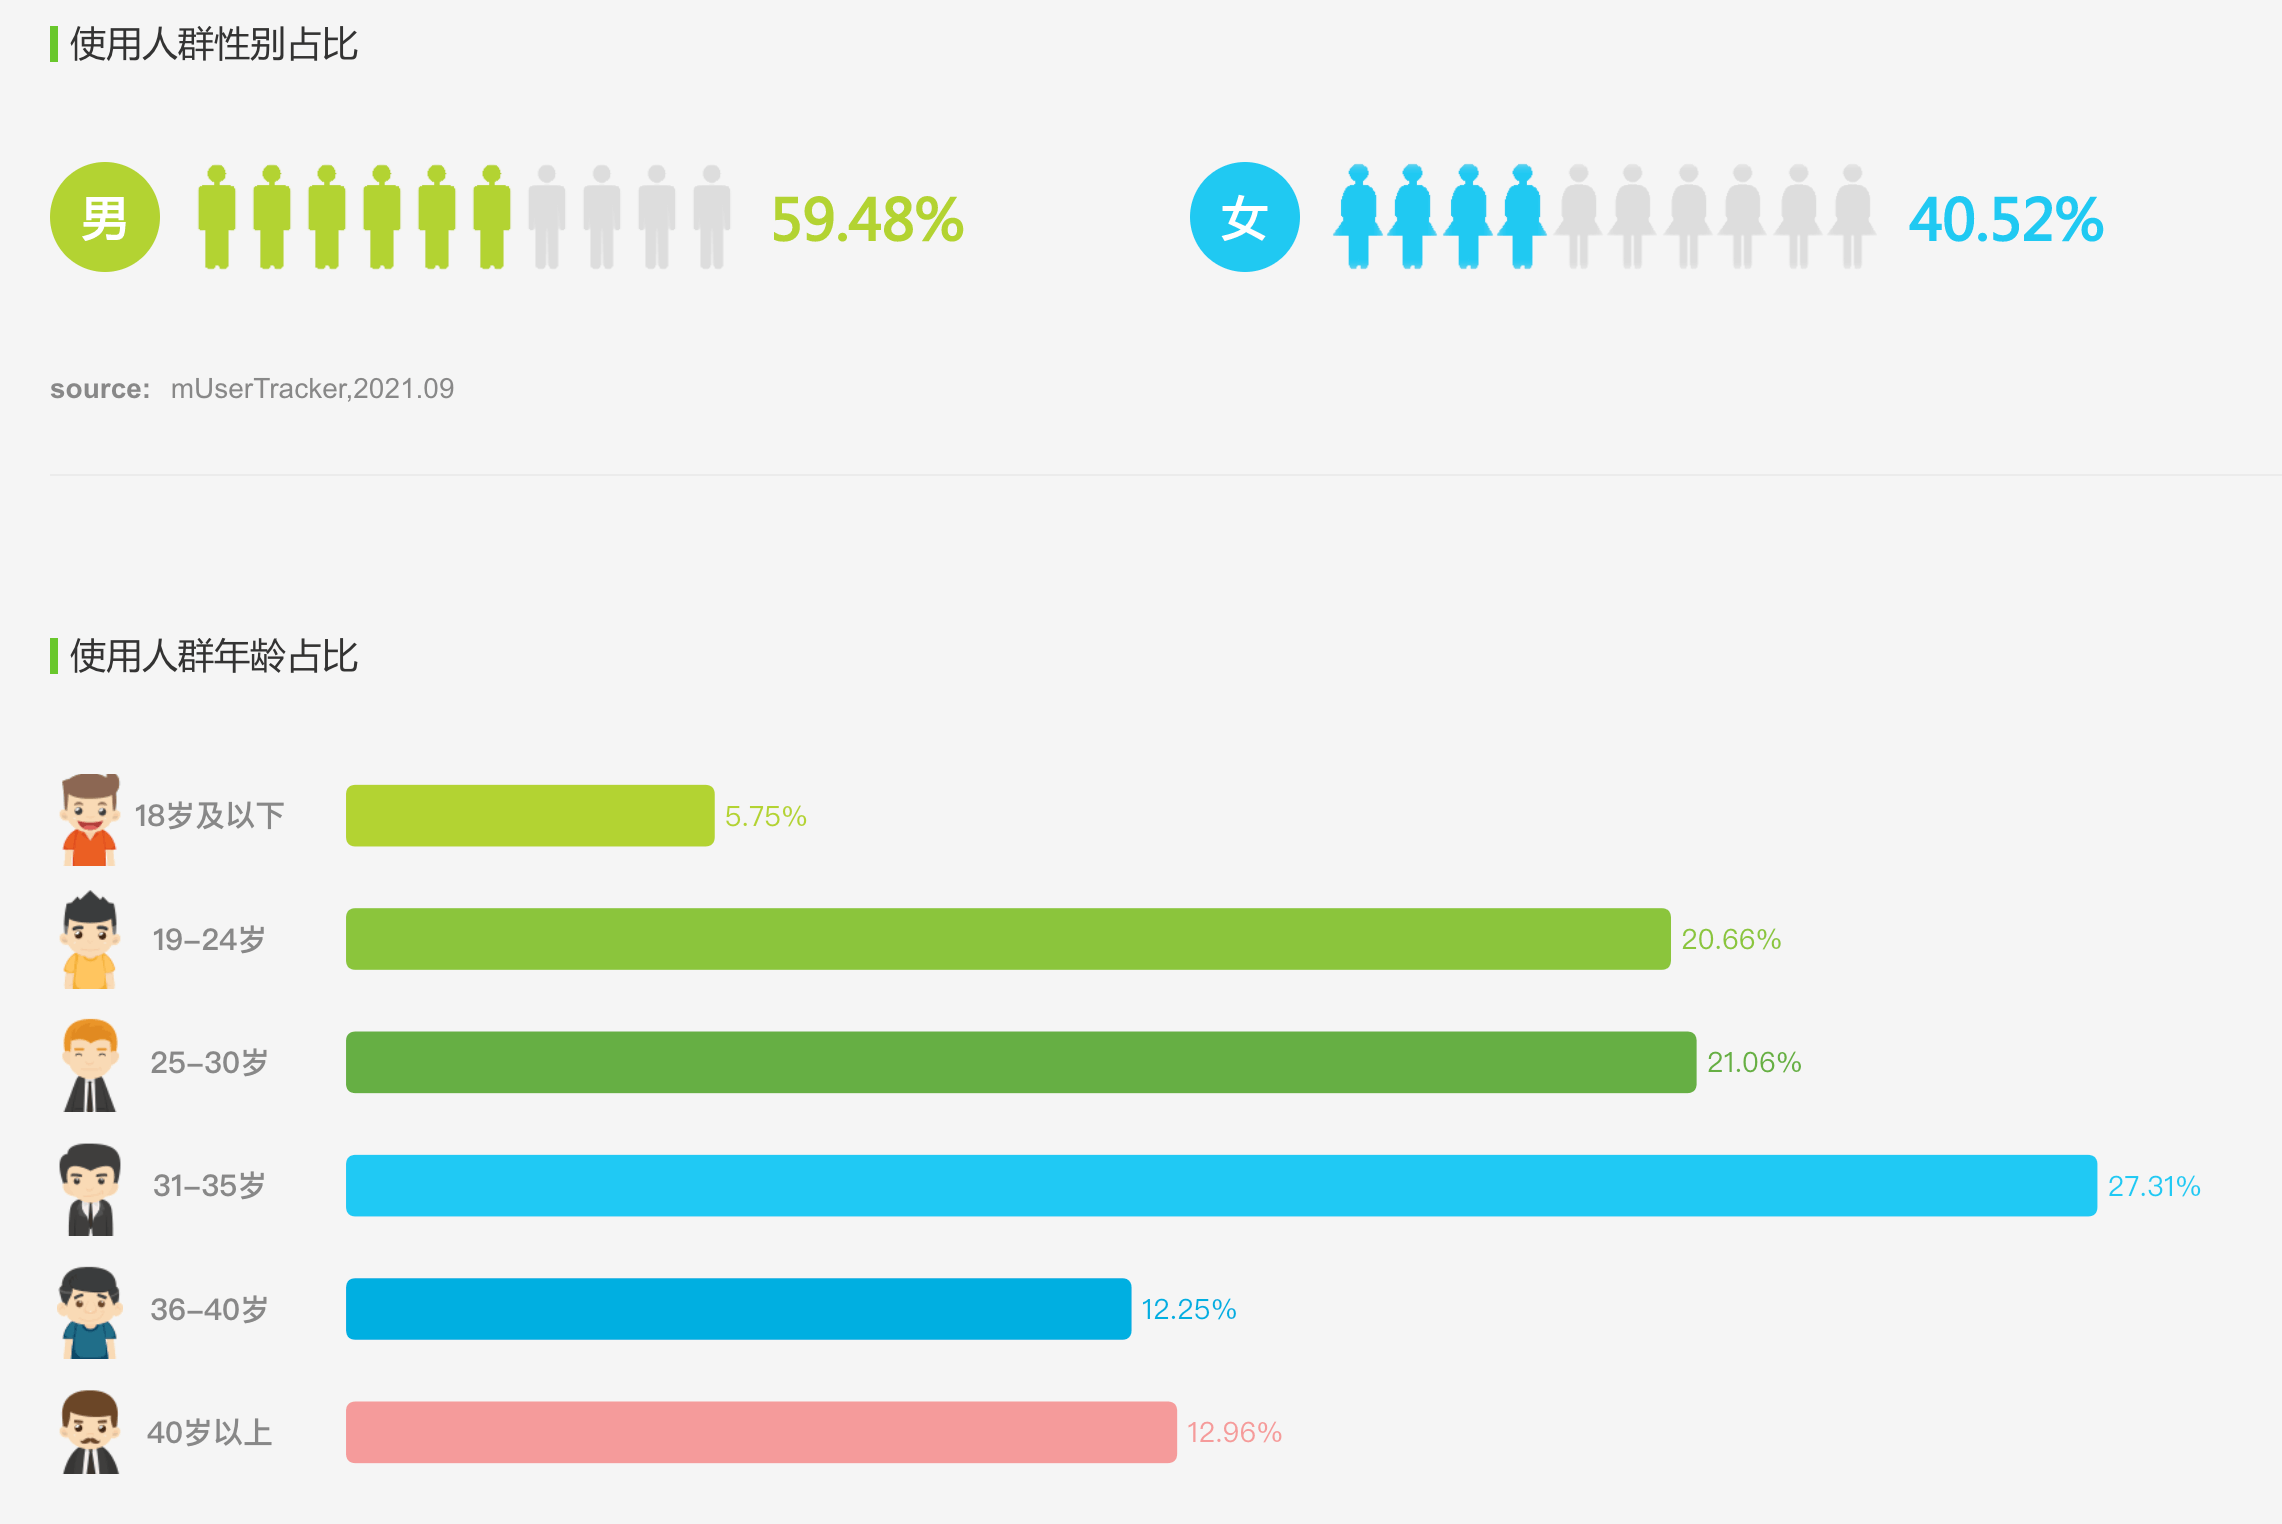 使用人群性别占比
男 59.48% 女 40.52%
source: mUserTracker,2021.09
使用人群年龄占比
18岁及以下 5.75%
19-24岁 20.66%
25-30岁 21.06%
31-35岁 27.31%
36-40岁 12.25%
40岁以上 12.96%